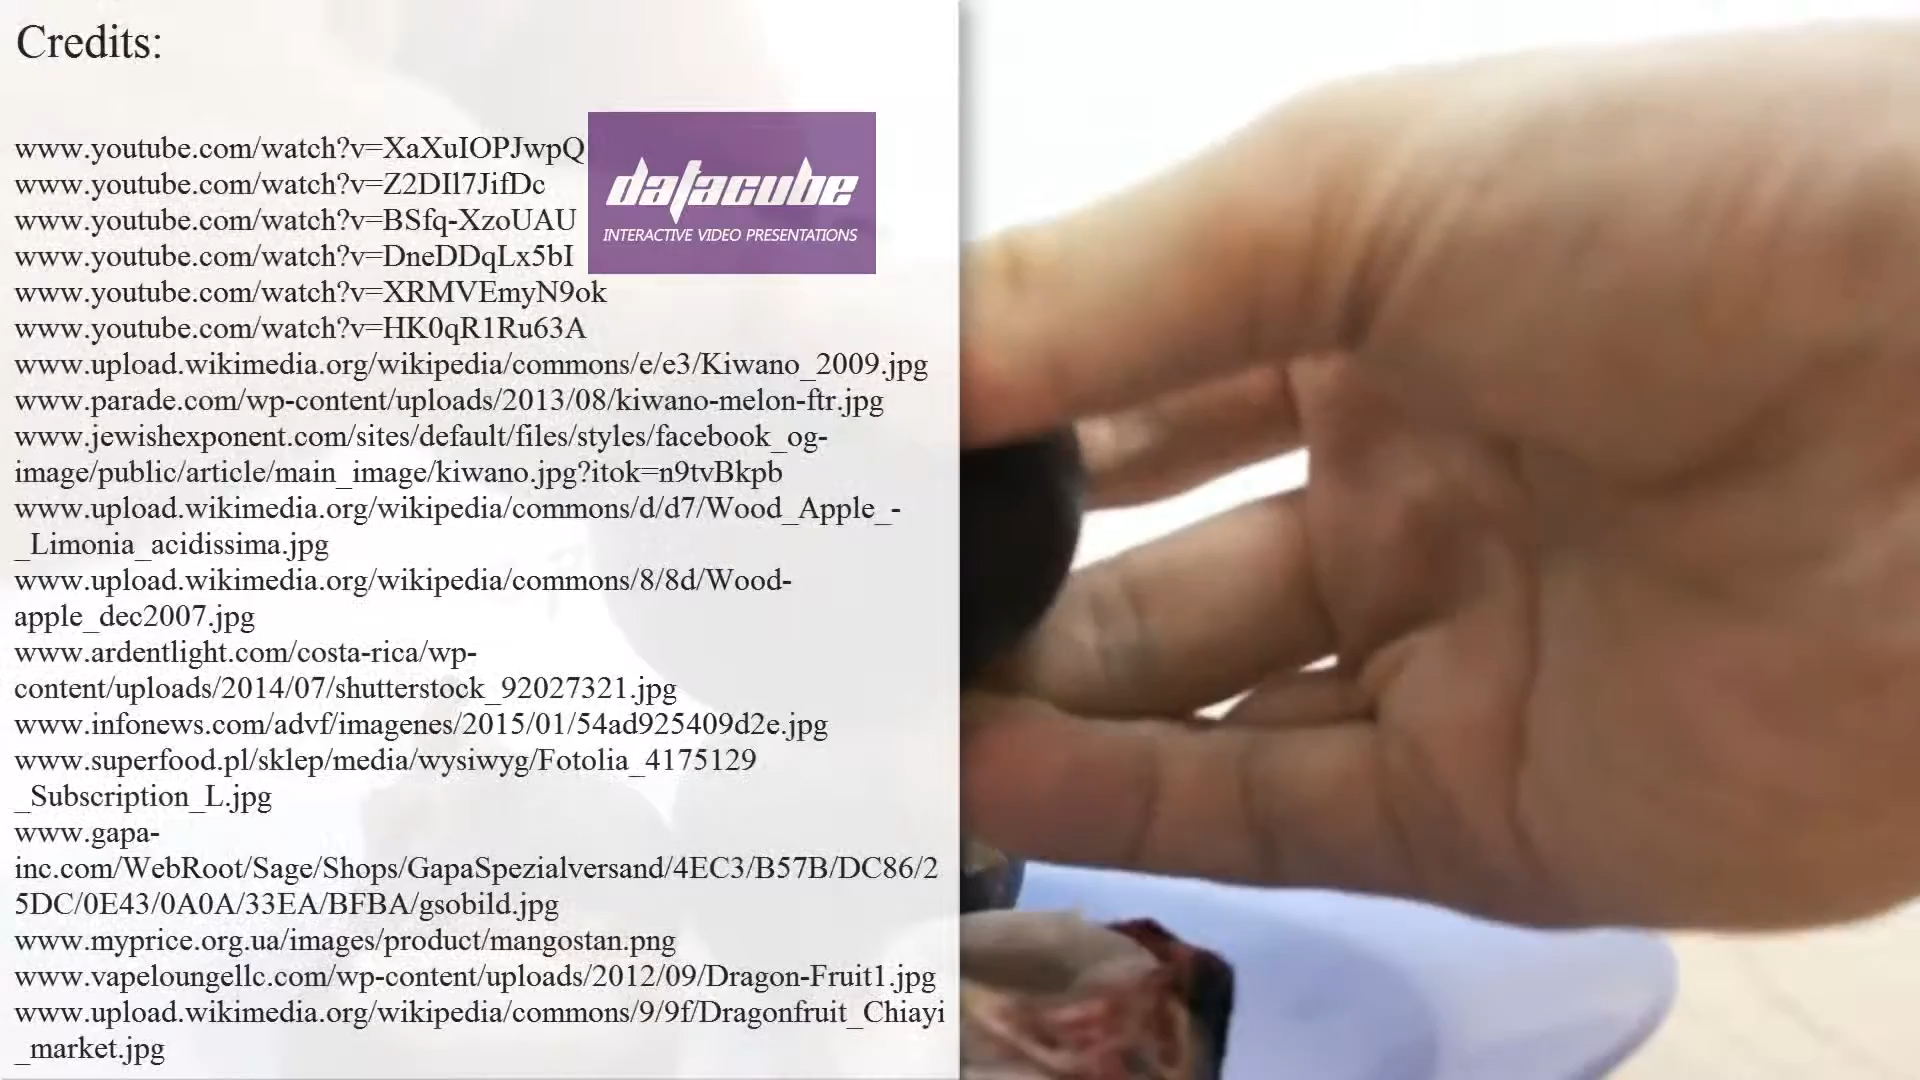 Credits:
www.youtube.com/watch?v=XaXuIOPJwpQ
www.youtube.com/watch?v=Z2DIl7JifDc
www.youtube.com/watch?v=BSfq-XzoUAU
www.youtube.com/watch?v=DneDDqLx5bI
www.youtube.com/watch?v=XRMVEmyN9ok
www.youtube.com/watch?v=HK0qR1Ru63A
datacube
INTERACTIVE VIDEO PRESENTATIONS
www.upload.wikimedia.org/wikipedia/commons/e/e3/Kiwano_2009.jpg
www.parade.com/wp-content/uploads/2013/08/kiwano-melon-ftr.jpg
www.jewishexponent.com/sites/default/files/styles/facebook_og-
image/public/article/main_image/kiwano.jpg?itok=n9tvBkpb
www.upload.wikimedia.org/wikipedia/commons/d/d7/Wood_Apple_-
_Limonia_acidissima.jpg
www.upload.wikimedia.org/wikipedia/commons/8/8d/Wood-
apple_dec2007.jpg
www.ardentlight.com/costa-rica/wp-
content/uploads/2014/07/shutterstock_92027321.jpg
www.infonews.com/advf/imagenes/2015/01/54ad925409d2e.jpg
www.superfood.pl/sklep/media/wysiwyg/Fotolia_4175129
_Subscription_L.jpg
www.gapa-
inc.com/WebRoot/Sage/Shops/GapaSpezialversand/4EC3/B57B/DC86/2
5DC/0E43/0A0A/33EA/BFBA/gsobild.jpg
www.myprice.org.ua/images/product/mangostan.png
www.vapeloungellc.com/wp-content/uploads/2012/09/Dragon-Fruit1.jpg
www.upload.wikimedia.org/wikipedia/commons/9/9f/Dragonfruit_Chiayi
_market.jpg